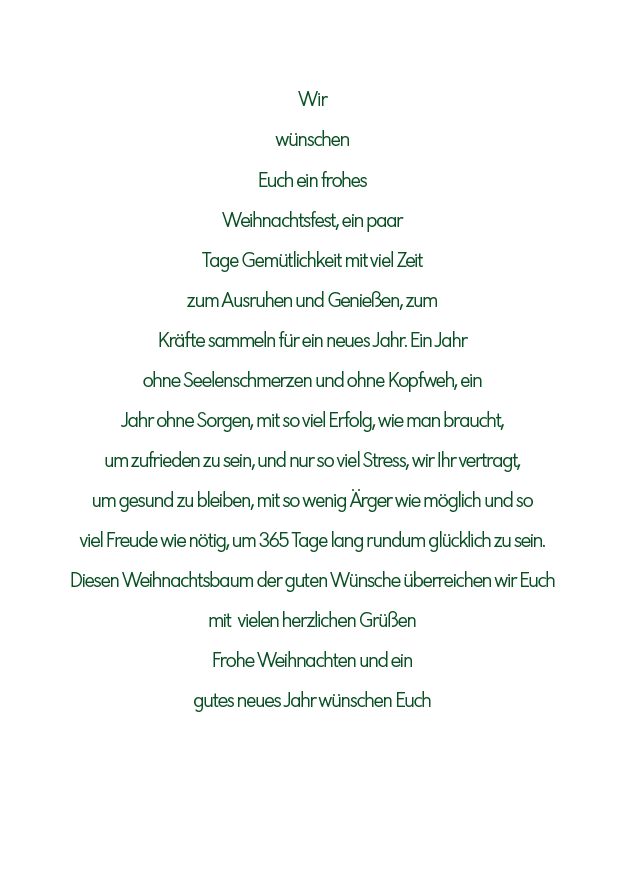 Wir
wünschen
Euch ein frohes
Weihnachtsfest, ein paar
Tage Gemütlichkeit mit viel Zeit
zum Ausruhen und Genießen, zum
Kräfte sammeln für ein neues Jahr. Ein Jahr
ohne Seelenschmerzen und ohne Kopfweh, ein
Jahr ohne Sorgen, mit so viel Erfolg, wie man braucht,
um zufrieden zu sein, und nur so viel Stress, wir Ihr vertragt,
um gesund zu bleiben, mit so wenig Ärger wie möglich und so
viel Freude wie nötig, um 365 Tage lang rundum glücklich zu sein.
Diesen Weihnachtsbaum der guten Wünsche überreichen wir Euch
mit vielen herzlichen Grüßen
Frohe Weihnachten und ein
gutes neues Jahr wünschen Euch